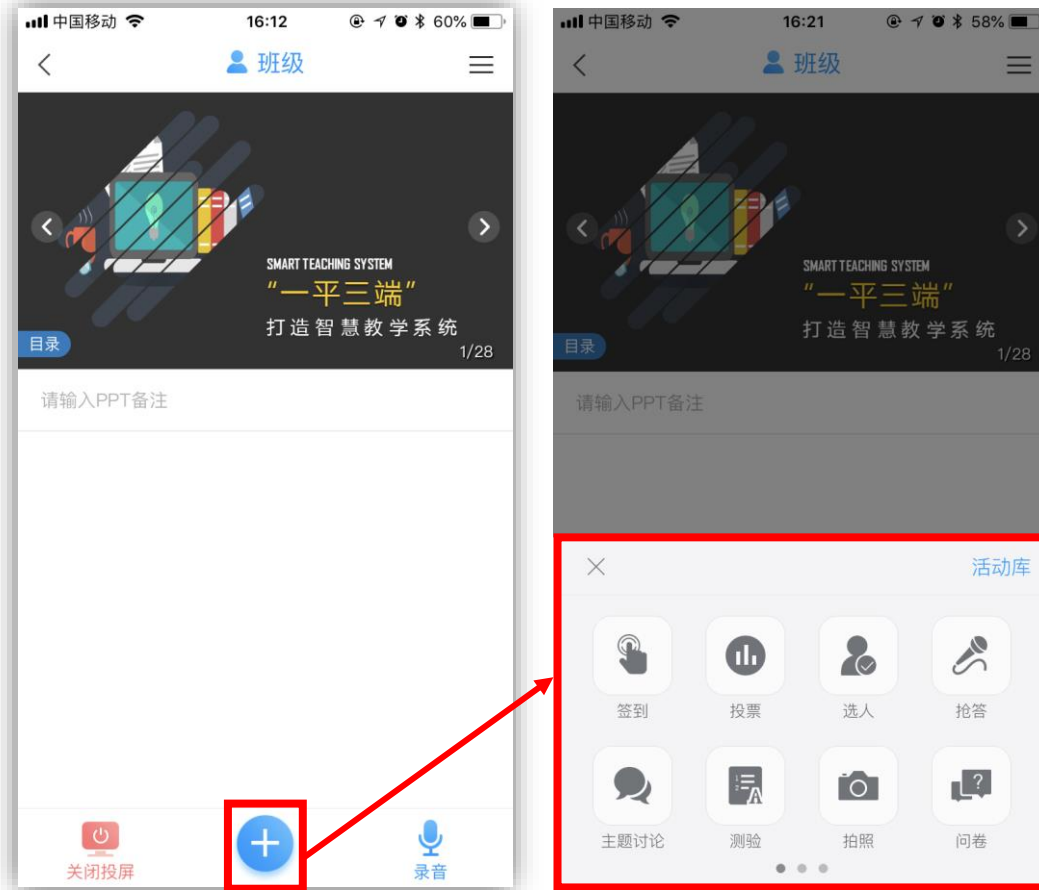 中国移动 16:12 60%
班级
SMART TEACHING SYSTEM
“一平三端”
打造智慧教学系统
目录
1/28
请输入PPT备注
关闭投屏
录音
中国移动 16:21 58%
班级
SMART TEACHING SYSTEM
“一平三端”
打造智慧教学系统
目录
1/28
请输入PPT备注
活动库
签到 投票 选人 抢答
主题讨论 测验 拍照 问卷